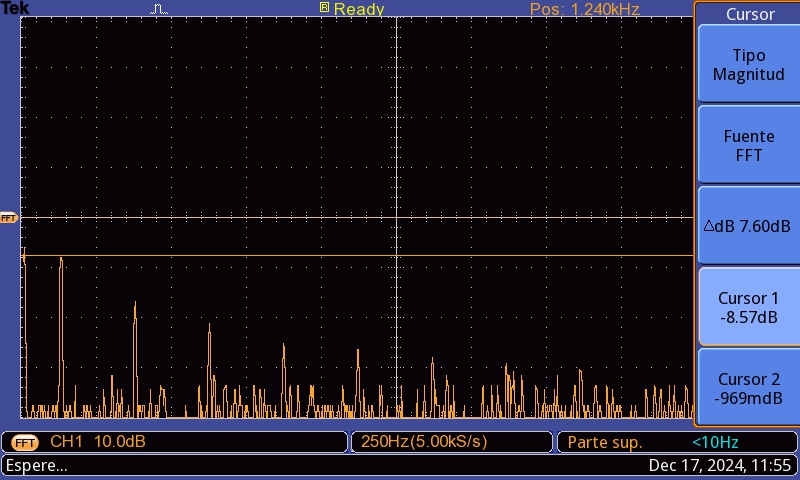 Tek
R Ready
Pos: 1.240kHz
Cursor
Tipo
Magnitud
Fuente
FFT
FFT
△dB 7.60dB
Cursor 1
-8.57dB
Cursor 2
-969mdB
FFT CH1 10.0dB
250Hz(5.00kS/s)
Parte sup.
<10Hz
Espere...
Dec 17, 2024, 11:55